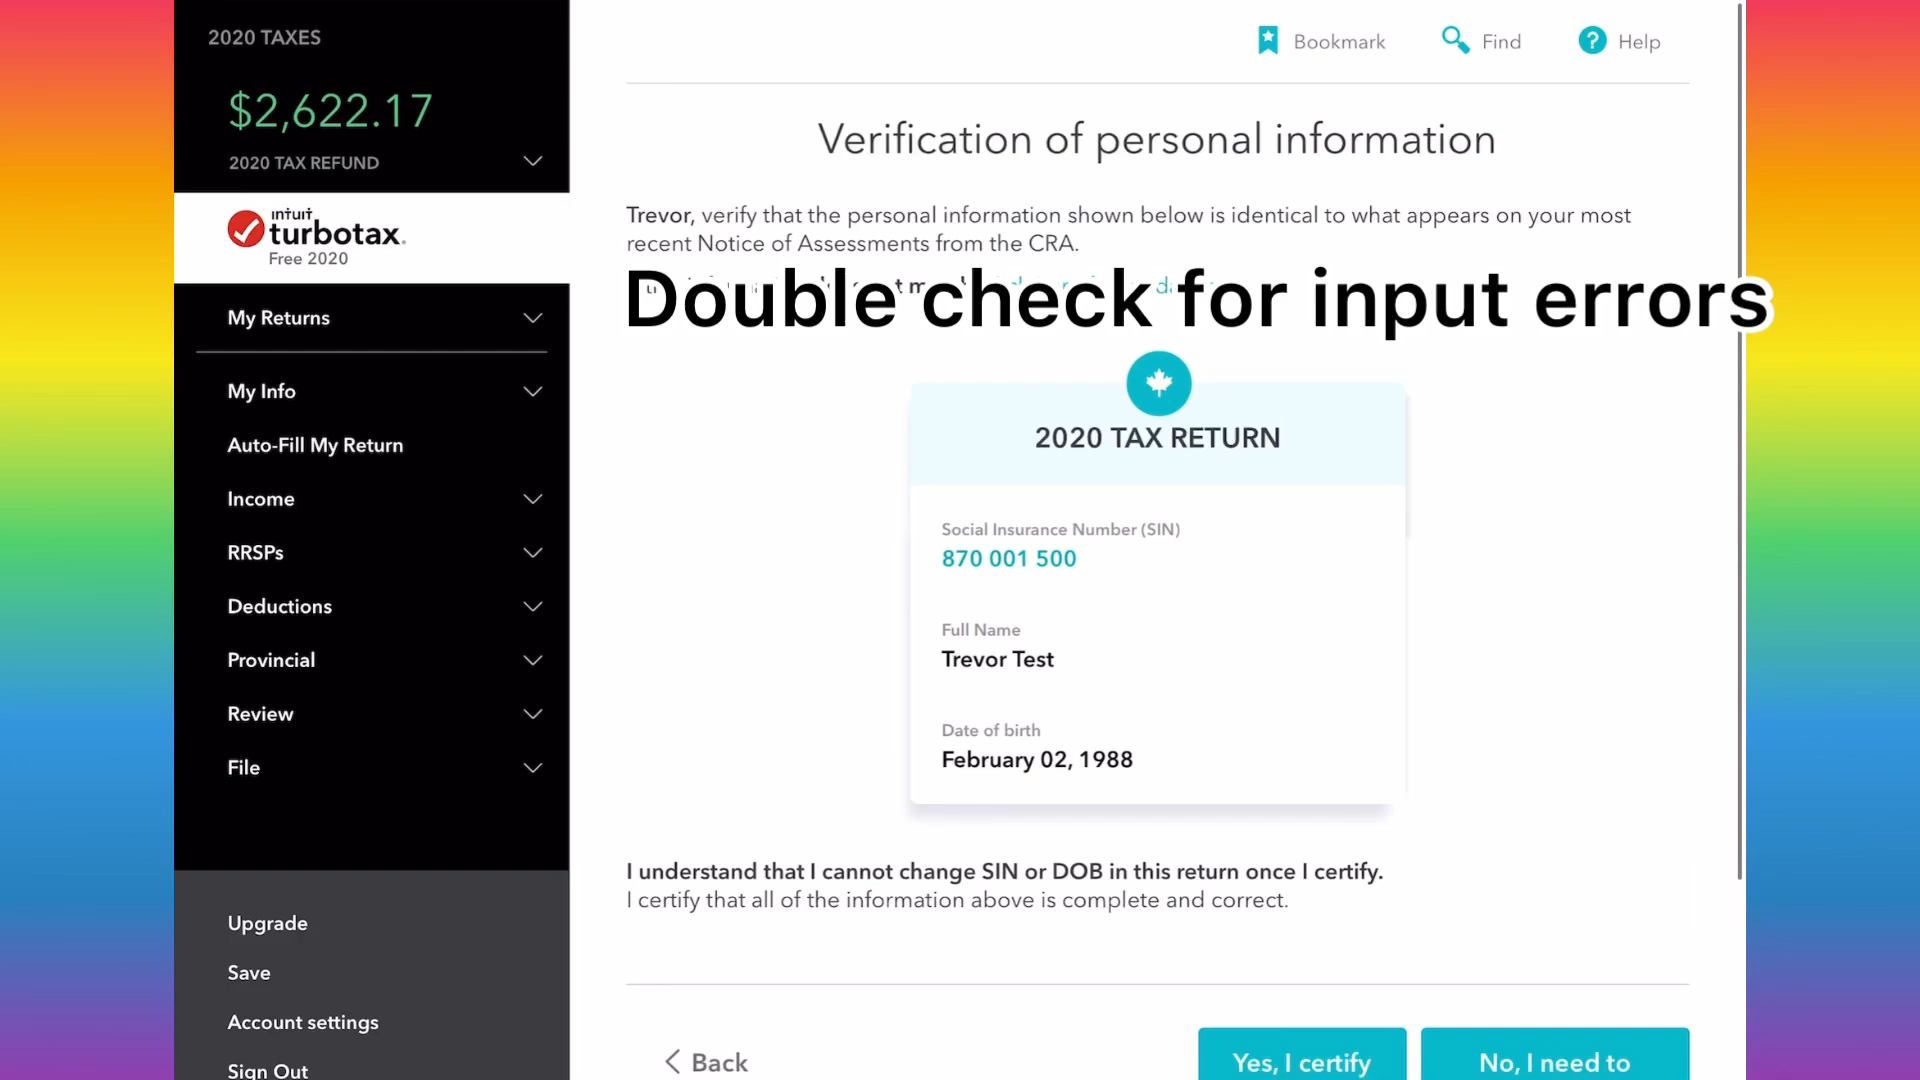 2020 TAXES
$2,622.17
2020 TAX REFUND
intuit
turbotax.
Free 2020
My Returns
My Info
Auto-Fill My Return
Income
RRSPs
Deductions
Provincial
Review
File
Upgrade
Save
Account settings
Sign Out
Bookmark
Find
? Help
Verification of personal information
Trevor, verify that the personal information shown below is identical to what appears on your most
recent Notice of Assessments from the CRA.
Double check for input errors
2020 TAX RETURN
Social Insurance Number (SIN)
870 001 500
Full Name
Trevor Test
Date of birth
February 02, 1988
I understand that I cannot change SIN or DOB in this return once I certify.
I certify that all of the information above is complete and correct.
Back
Yes, I certify
No, I need to